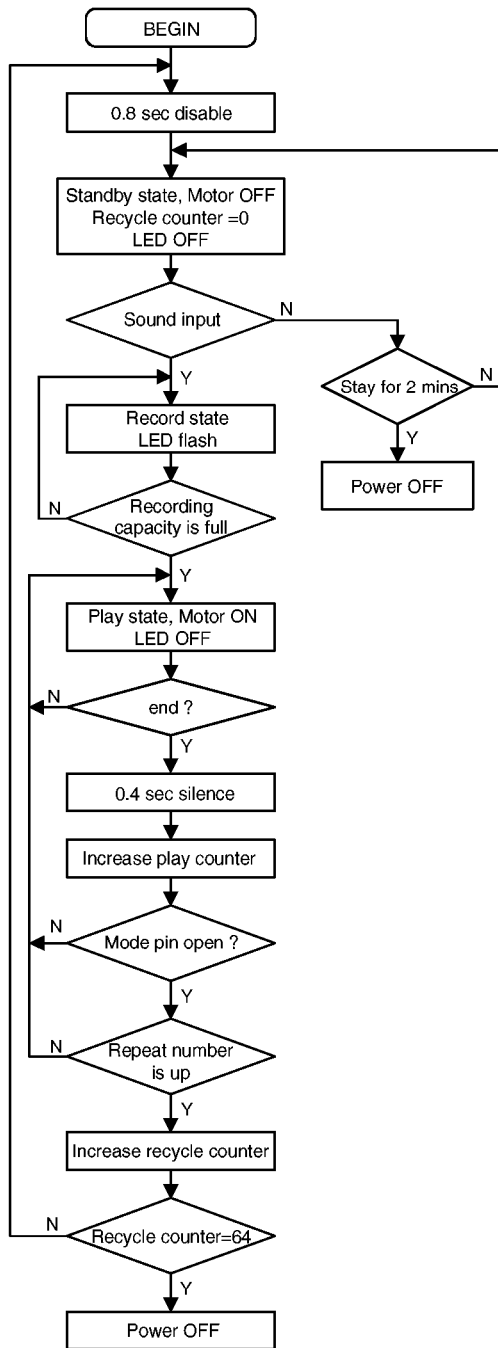 BEGIN
0.8 sec disable
Standby state, Motor OFF
Recycle counter =0
LED OFF
Sound input
N
Y
Stay for 2 mins
N
Y
Power OFF
Record state
LED flash
Recording
capacity is full
N
Y
Play state, Motor ON
LED OFF
end ?
N
Y
0.4 sec silence
Increase play counter
Mode pin open ?
N
Y
Repeat number
is up
N
Y
Increase recycle counter
Recycle counter=64
N
Y
Power OFF